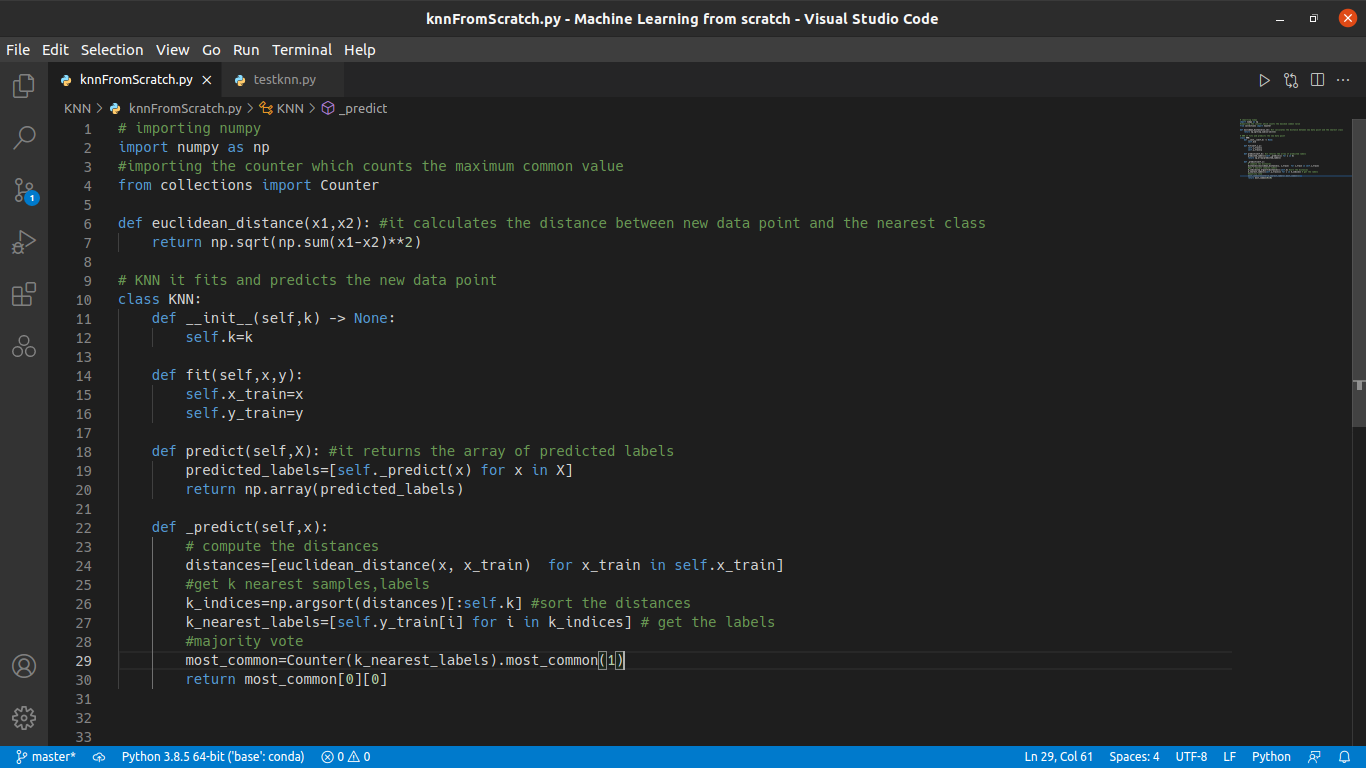 knnFromScratch.py - Machine Learning from scratch - Visual Studio Code
File Edit Selection View Go Run Terminal Help
knnFromScratch.py testknn.py
KNN > knnFromScratch.py > KNN > _predict
1 # importing numpy
2 import numpy as np
3 #importing the counter which counts the maximum common value
4 from collections import Counter
5
6 def euclidean_distance(x1,x2): #it calculates the distance between new data point and the nearest class
7     return np.sqrt(np.sum(x1-x2)**2)
8
9 # KNN it fits and predicts the new data point
10 class KNN:
11     def __init__(self,k) -> None:
12         self.k=k
13
14     def fit(self,x,y):
15         self.x_train=x
16         self.y_train=y
17
18     def predict(self,X): #it returns the array of predicted labels
19         predicted_labels=[self._predict(x) for x in X]
20         return np.array(predicted_labels)
21
22     def _predict(self,x):
23         # compute the distances
24         distances=[euclidean_distance(x, x_train)  for x_train in self.x_train]
25         #get k nearest samples,labels
26         k_indices=np.argsort(distances)[:self.k] #sort the distances
27         k_nearest_labels=[self.y_train[i] for i in k_indices] # get the labels
28         #majority vote
29         most_common=Counter(k_nearest_labels).most_common(1)
30         return most_common[0][0]
31
32
33
1
master* Python 3.8.5 64-bit ('base': conda) 0 0 Ln 29, Col 61 Spaces: 4 UTF-8 LF Python